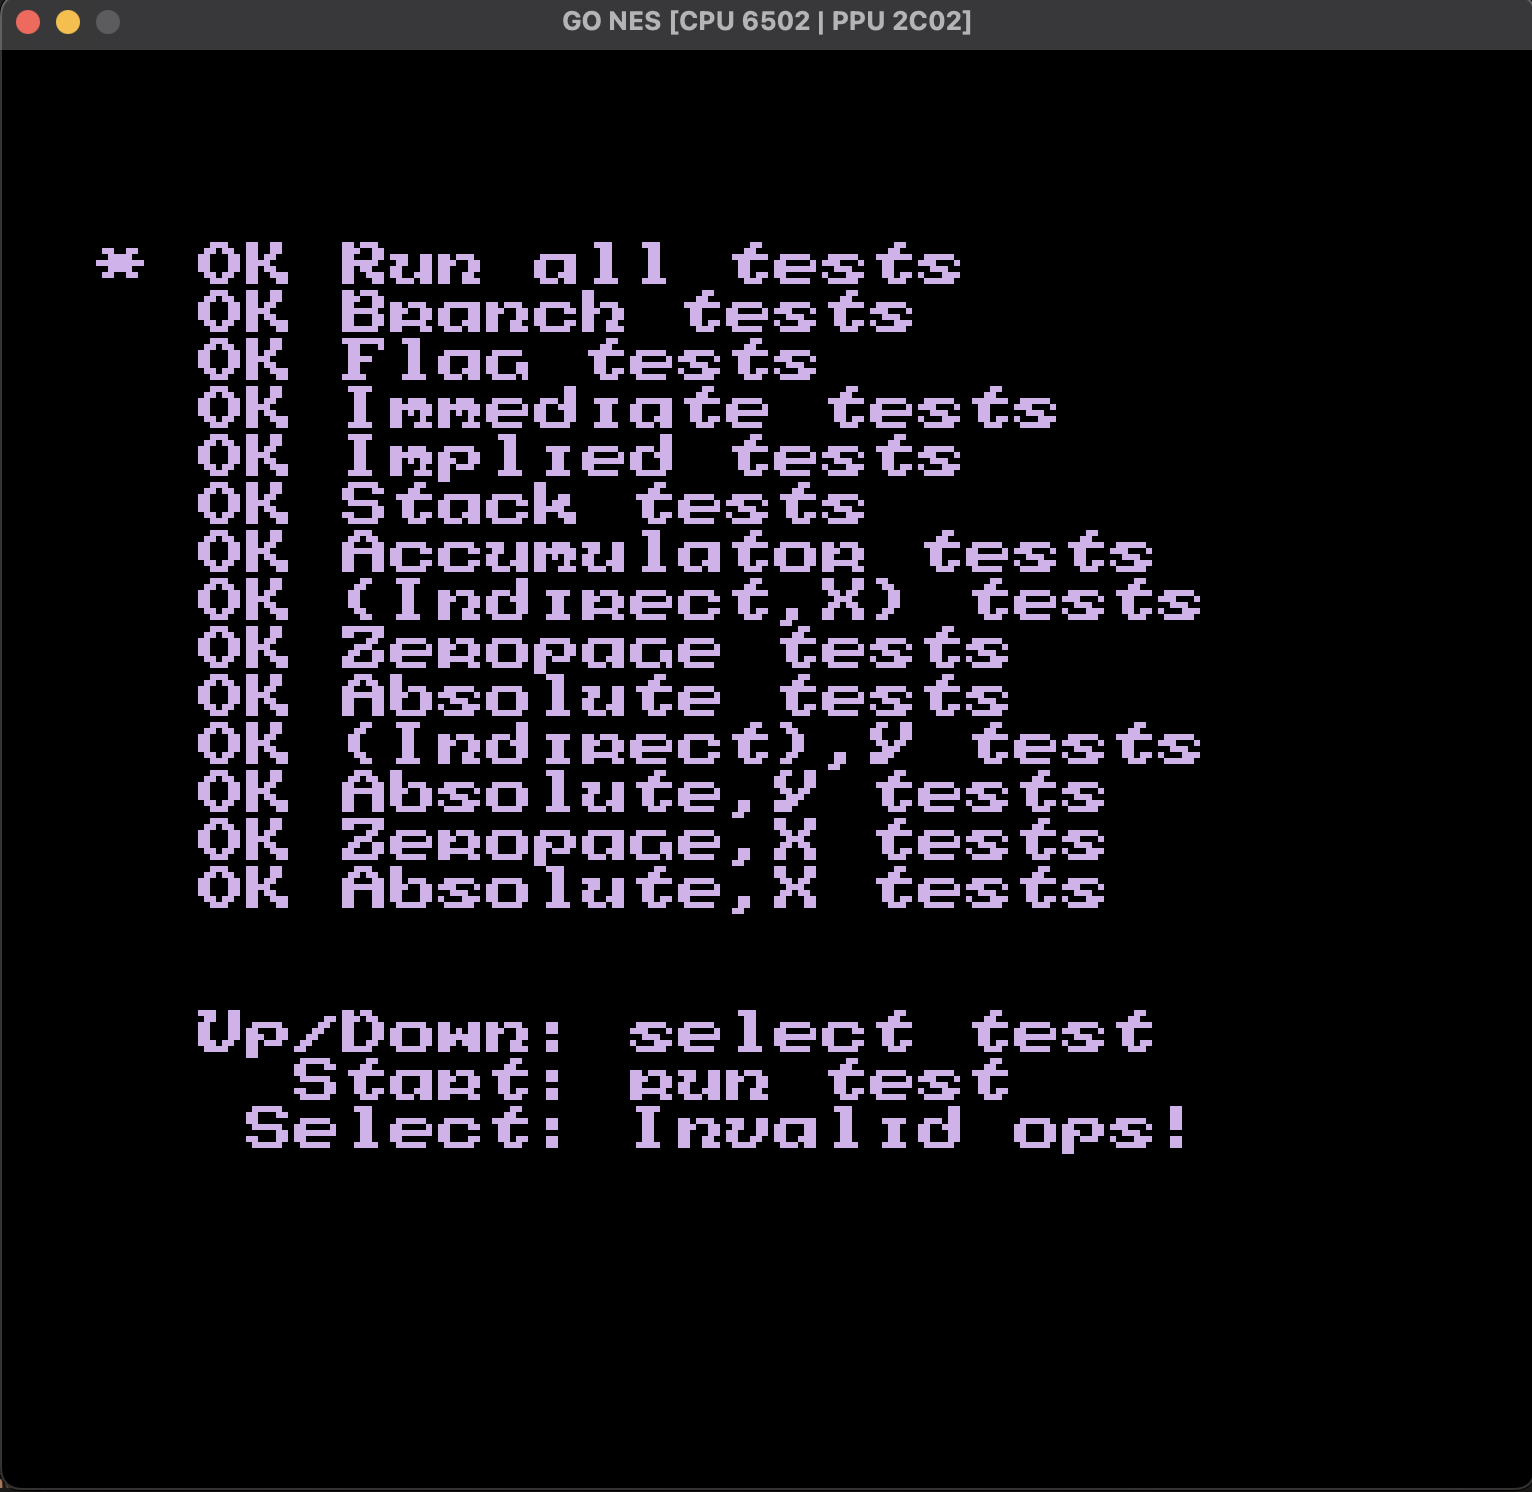 GO NES [CPU 6502 | PPU 2C02]
* OK Run all tests
OK Branch tests
OK Flag tests
OK Immediate tests
OK Implied tests
OK Stack tests
OK Accumulator tests
OK (Indirect,X) tests
OK Zeropage tests
OK Absolute tests
OK (Indirect),Y tests
OK Absolute,Y tests
OK Zeropage,X tests
OK Absolute,X tests
Up/Down: select test
Start: run test
Select: Invalid ops!